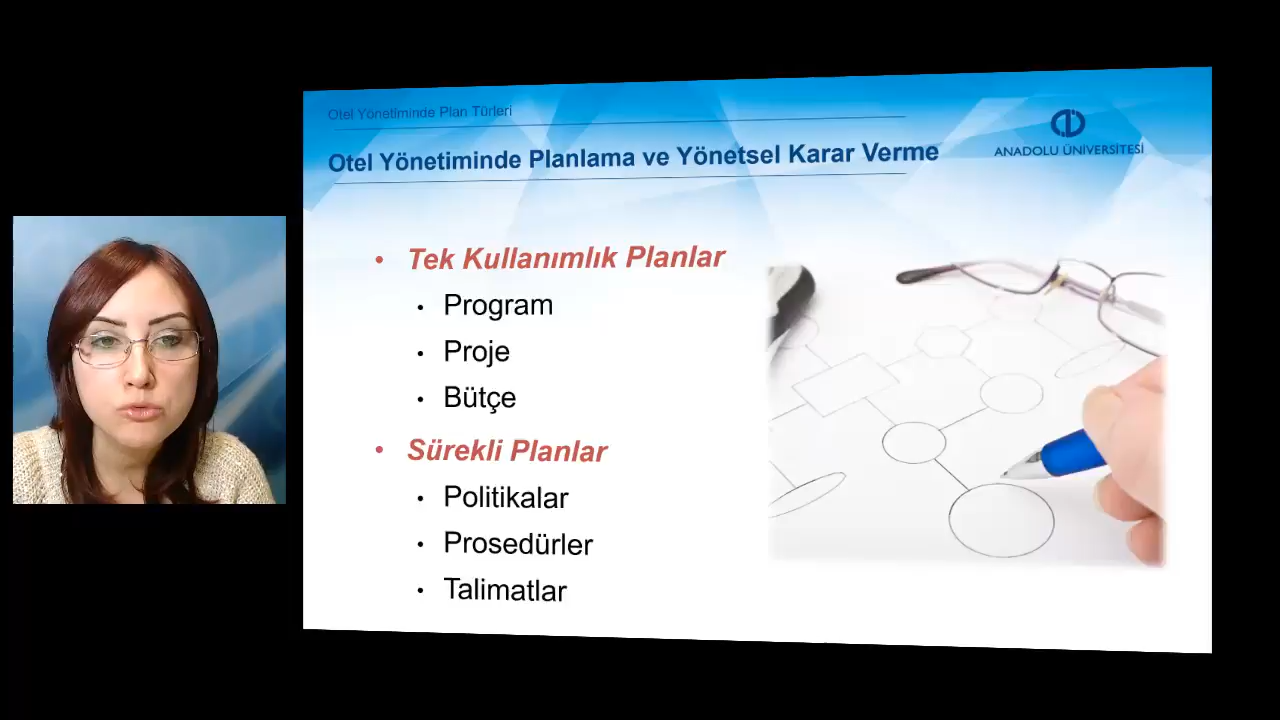 Otel Yönetiminde Plan Türleri
Otel Yönetiminde Planlama ve Yönetsel Karar Verme
ANADOLU ÜNİVERSİTESİ
• Tek Kullanımlık Planlar
• Program
• Proje
• Bütçe
• Sürekli Planlar
• Politikalar
• Prosedürler
• Talimatlar